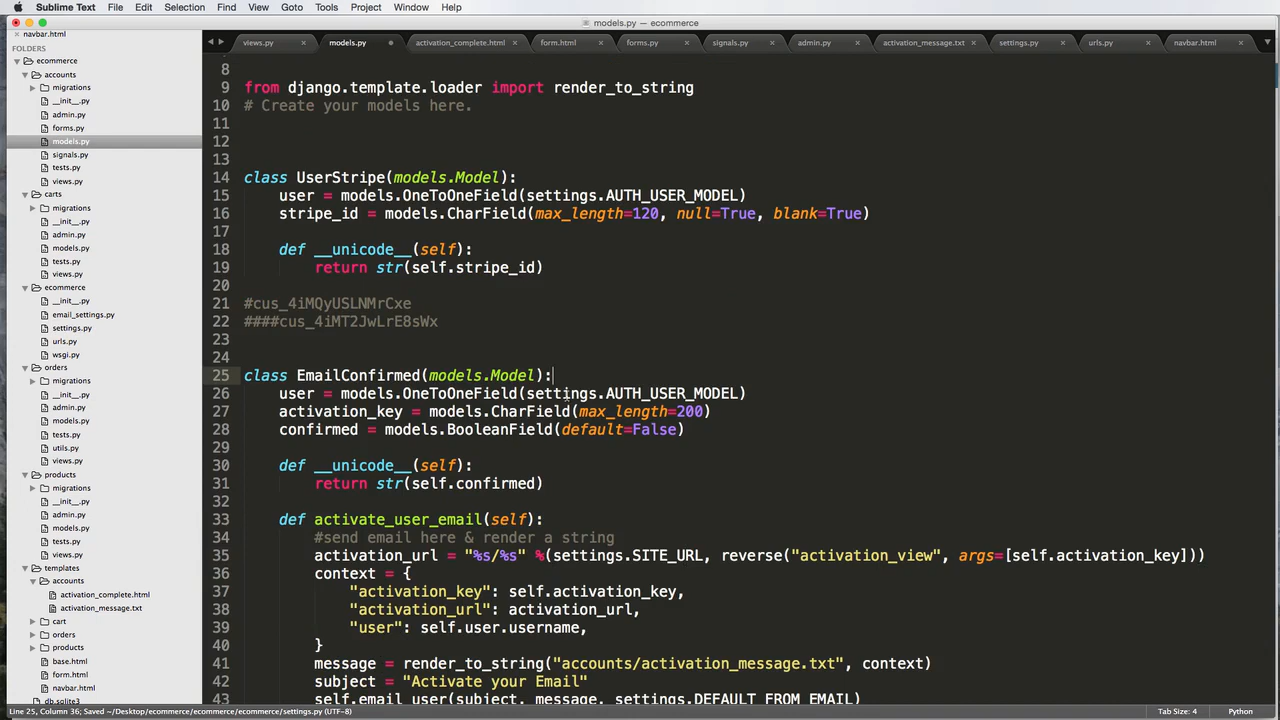 Sublime Text File Edit Selection Find View Goto Tools Project Window Help
models.py — ecommerce
navbar.html
FOLDERS
ecommerce
accounts
migrations
__init__.py
admin.py
forms.py
models.py
signals.py
tests.py
views.py
carts
migrations
__init__.py
admin.py
models.py
tests.py
views.py
ecommerce
__init__.py
email_settings.py
settings.py
urls.py
wsgi.py
orders
migrations
__init__.py
admin.py
models.py
tests.py
utils.py
views.py
products
migrations
__init__.py
admin.py
models.py
tests.py
views.py
templates
accounts
activation_complete.html
activation_message.txt
cart
orders
products
base.html
form.html
navbar.html
db.sqlite3
views.py models.py activation_complete.html form.html forms.py signals.py admin.py activation_message.txt settings.py urls.py navbar.html
8
9 from django.template.loader import render_to_string
10 # Create your models here.
11
12
13
14 class UserStripe(models.Model):
15 user = models.OneToOneField(settings.AUTH_USER_MODEL)
16 stripe_id = models.CharField(max_length=120, null=True, blank=True)
17
18 def __unicode__(self):
19 return str(self.stripe_id)
20
21 #cus_4iMQyUSLNMrCxe
22 ####cus_4iMT2JwLrE8sWx
23
24
25 class EmailConfirmed(models.Model):
26 user = models.OneToOneField(settings.AUTH_USER_MODEL)
27 activation_key = models.CharField(max_length=200)
28 confirmed = models.BooleanField(default=False)
29
30 def __unicode__(self):
31 return str(self.confirmed)
32
33 def activate_user_email(self):
34 #send email here & render a string
35 activation_url = "%s/%s" %(settings.SITE_URL, reverse("activation_view", args=[self.activation_key]))
36 context = {
37 "activation_key": self.activation_key,
38 "activation_url": activation_url,
39 "user": self.user.username,
40 }
41 message = render_to_string("accounts/activation_message.txt", context)
42 subject = "Activate your Email"
43 self.email_user(subject, message, settings.DEFAULT_FROM_EMAIL)
Line 25, Column 36; Saved ~/Desktop/ecommerce/ecommerce/ecommerce/settings.py (UTF-8) Tab Size: 4 Python